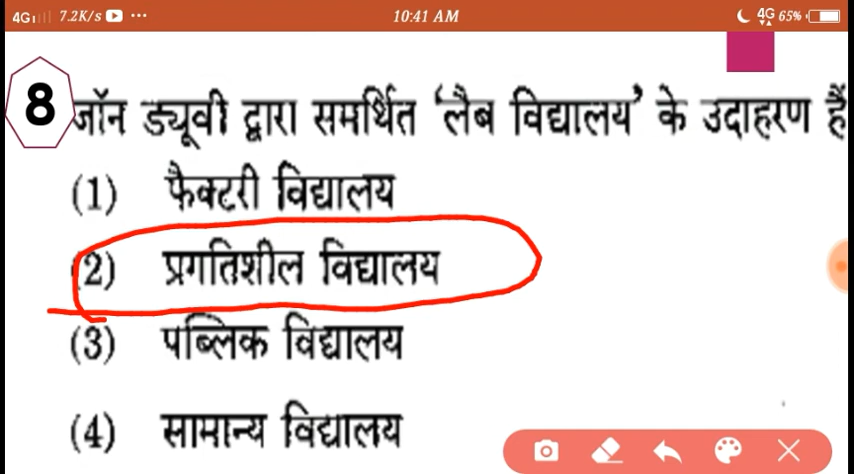 4G 7.2K/s ... 10:41 AM 4G 65%
8 जॉन ड्यूवी द्वारा समर्थित 'लैब विद्यालय' के उदाहरण हैं
(1) फैक्टरी विद्यालय
(2) प्रगतिशील विद्यालय
(3) पब्लिक विद्यालय
(4) सामान्य विद्यालय